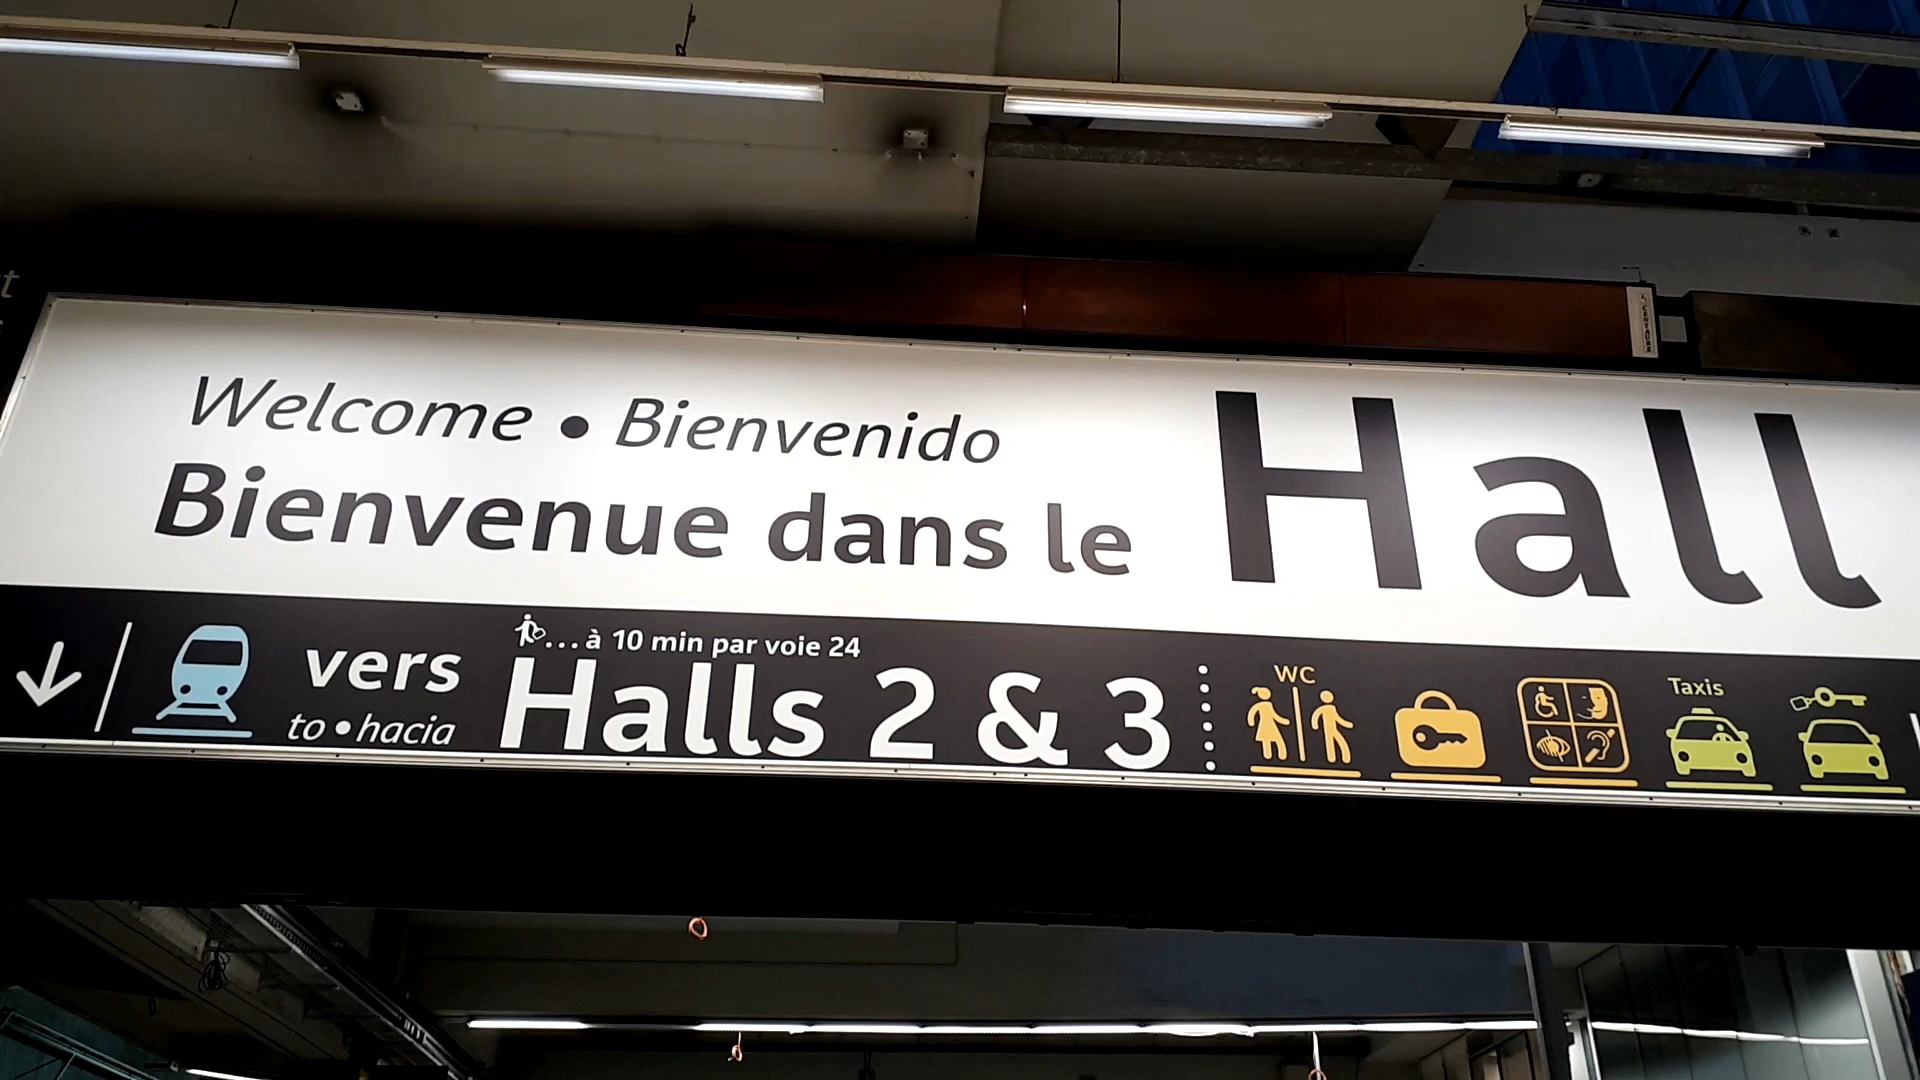 Welcome • Bienvenido
Bienvenue dans le Hall
...à 10 min par voie 24
vers Halls 2 & 3
to • hacia
WC
Taxis